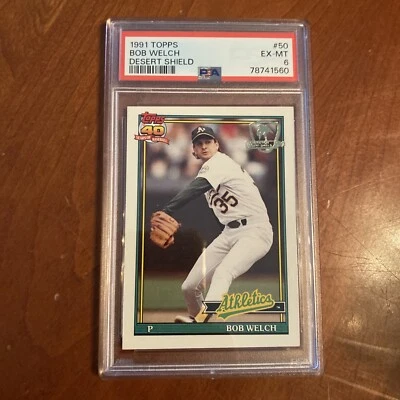 1991 TOPPS #50
BOB WELCH EX-MT
DESERT SHIELD 6
PSA 78741560
Topps
40
35
Athletics
P BOB WELCH